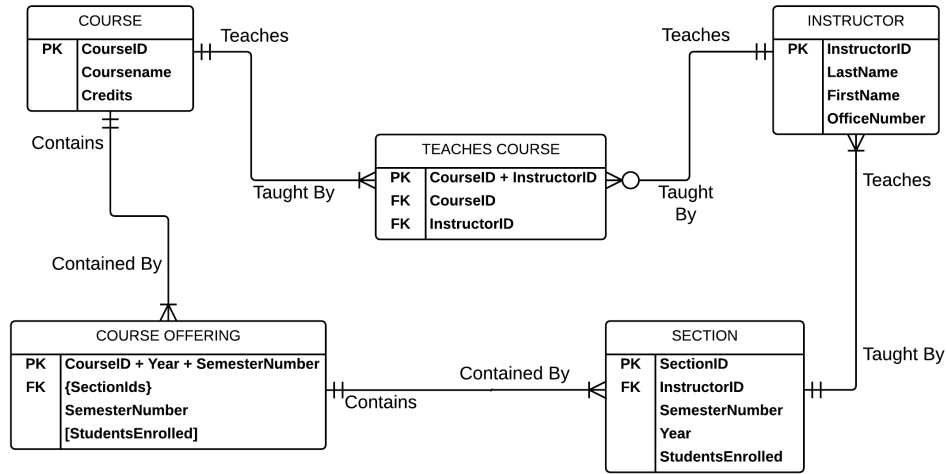 COURSE
PK CourseID
Coursename
Credits
Teaches
Teaches
INSTRUCTOR
PK InstructorID
LastName
FirstName
OfficeNumber
Contains
TEACHES COURSE
PK CourseID + InstructorID
FK CourseID
FK InstructorID
Taught By
Taught
By
Teaches
Contained By
COURSE OFFERING
PK CourseID + Year + SemesterNumber
FK {SectionIds}
SemesterNumber
[StudentsEnrolled]
Contains
Contained By
SECTION
PK SectionID
FK InstructorID
SemesterNumber
Year
StudentsEnrolled
Taught By